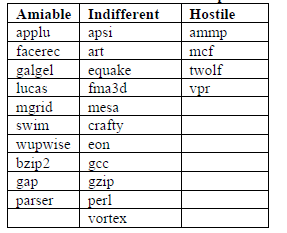 Amiable Indifferent Hostile
applu apsi ammp
facerec art mcf
galgel equake twolf
lucas fma3d vpr
mgrid mesa
swim crafty
wupwise eon
bzip2 gcc
gap gzip
parser perl
vortex